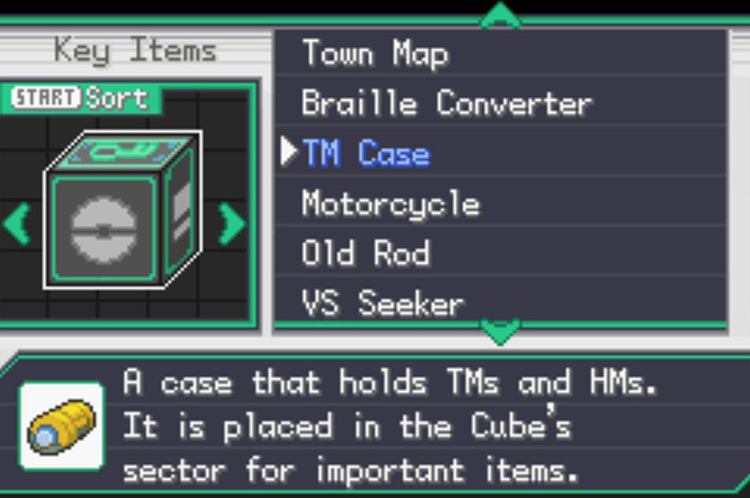 Key Items
START Sort
Town Map
Braille Converter
TM Case
Motorcycle
Old Rod
VS Seeker
A case that holds TMs and HMs.
It is placed in the Cube's
sector for important items.